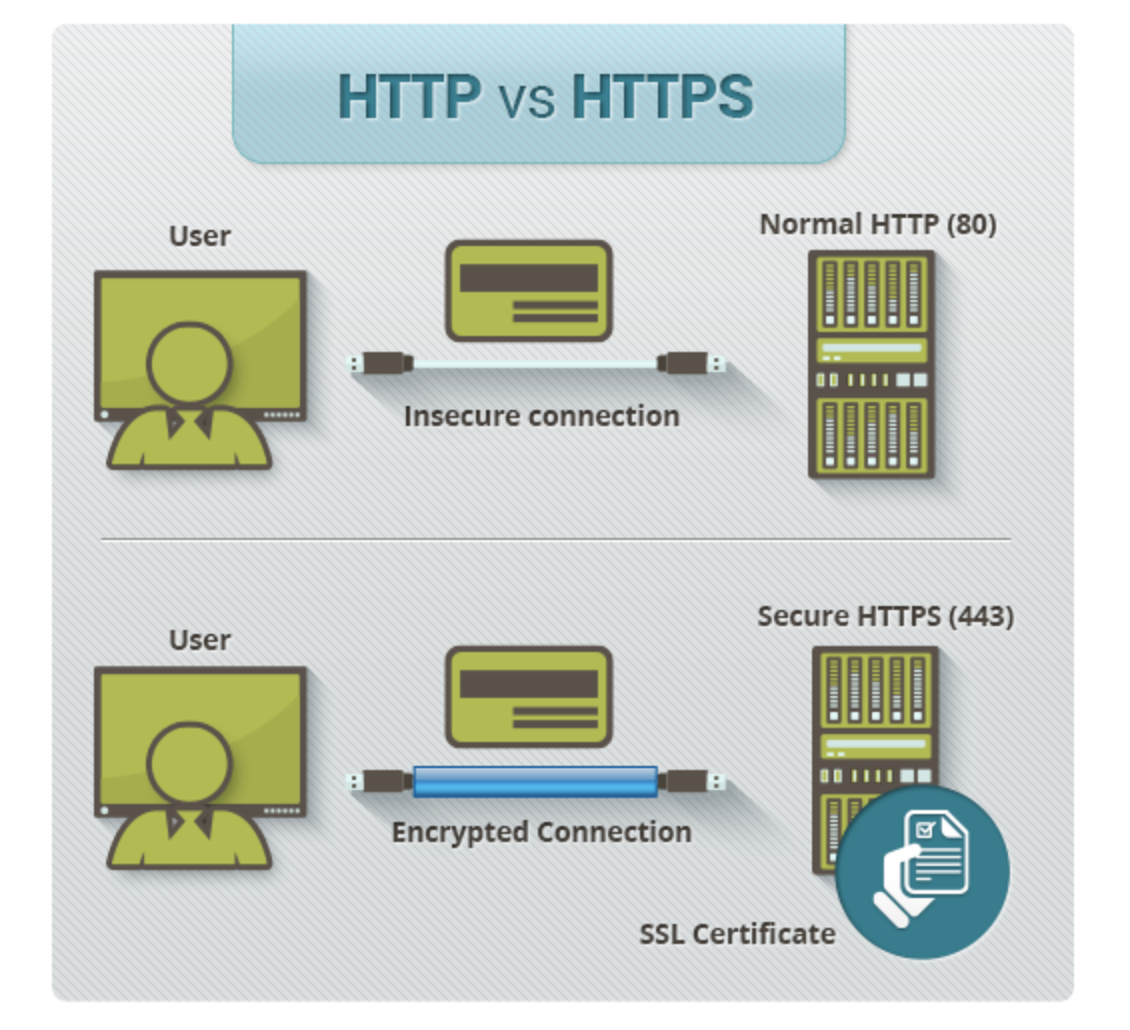 HTTP vs HTTPS
User
Normal HTTP (80)
Insecure connection
User
Secure HTTPS (443)
Encrypted Connection
SSL Certificate